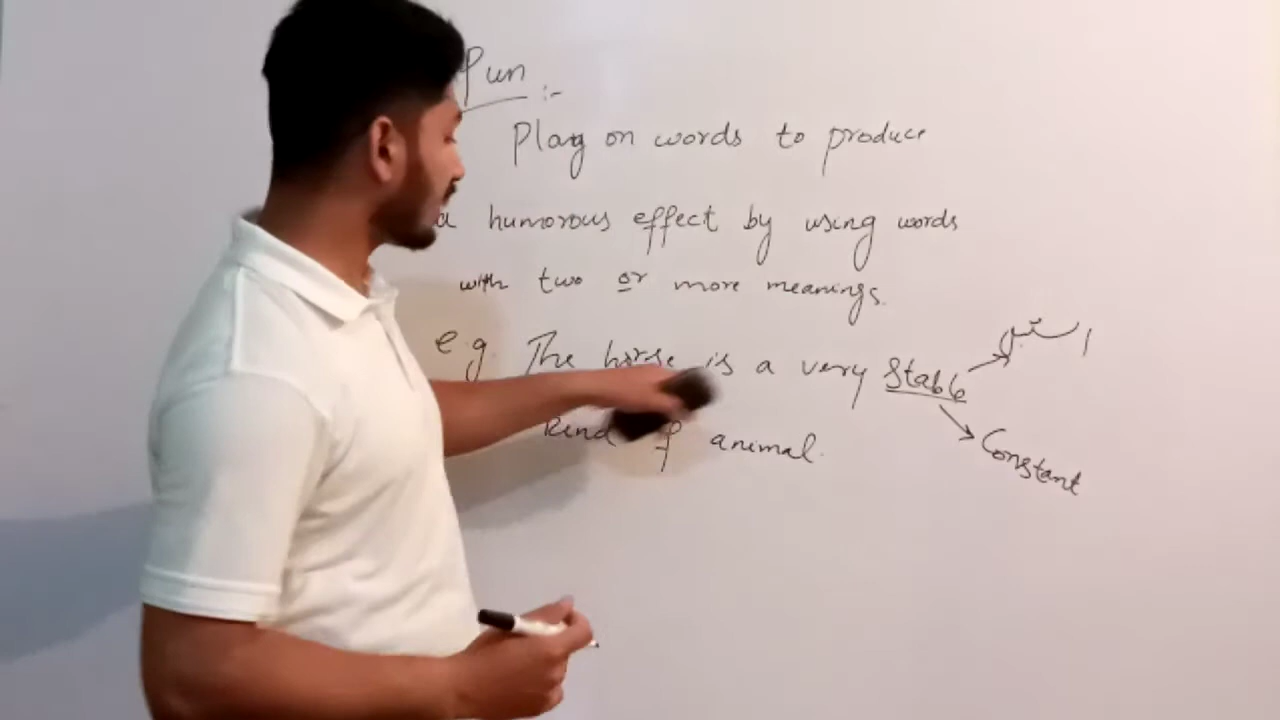 Pun :-
Play on words to produce
a humorous effect by using words
with two or more meanings.
e.g. The horse is a very Stable
kind of animal.
اصطبل
Constant